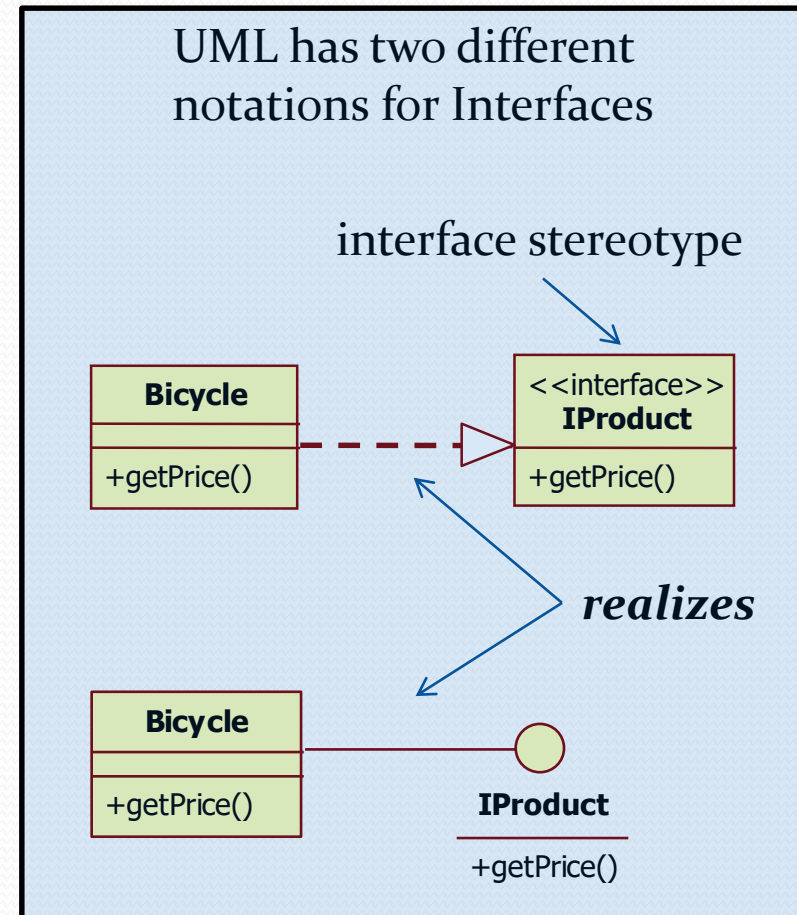 UML has two different
notations for Interfaces
interface stereotype
Bicycle
+getPrice()
<<interface>>
IProduct
+getPrice()
realizes
Bicycle
+getPrice()
IProduct
+getPrice()